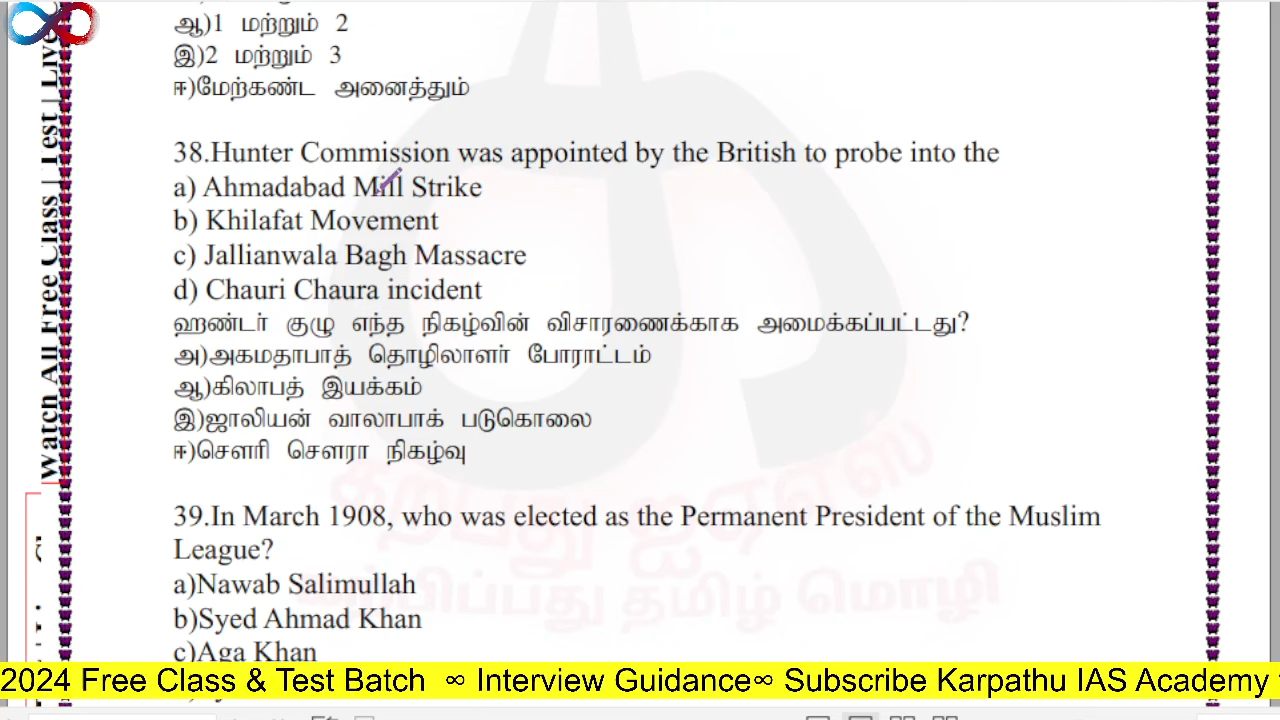 ஆ)1 மற்றும் 2
இ)2 மற்றும் 3
ஈ)மேற்கண்ட அனைத்தும்
38.Hunter Commission was appointed by the British to probe into the
a) Ahmadabad Mill Strike
b) Khilafat Movement
c) Jallianwala Bagh Massacre
d) Chauri Chaura incident
ஹண்டர் குழு எந்த நிகழ்வின் விசாரணைக்காக அமைக்கப்பட்டது?
அ)அகமதாபாத் தொழிலாளர் போராட்டம்
ஆ)கிலாபத் இயக்கம்
இ)ஜாலியன் வாலாபாக் படுகொலை
ஈ)சௌரி சௌரா நிகழ்வு
39.In March 1908, who was elected as the Permanent President of the Muslim
League?
a)Nawab Salimullah
b)Syed Ahmad Khan
c)Aga Khan
Watch All Free Class | Test | Live
கற்பது ஐஏஎஸ்
தமிழ் மொழி
2024 Free Class & Test Batch ∞ Interview Guidance∞ Subscribe Karpathu IAS Academy